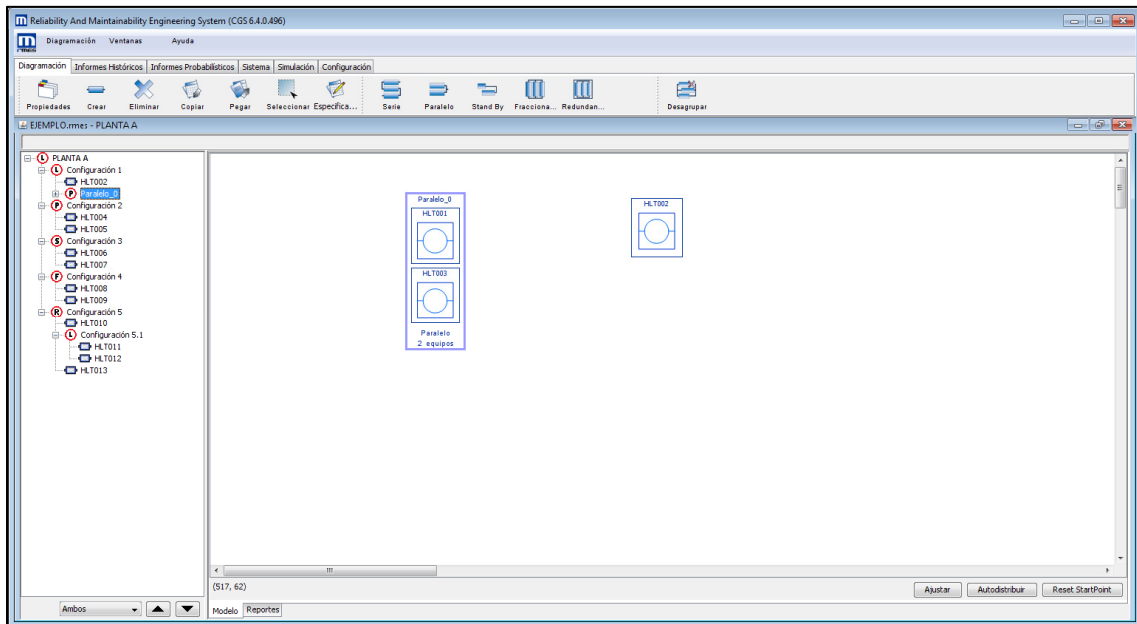 Reliability And Maintainability Engineering System (CGS 6.4.0.496)
Diagramación Ventanas Ayuda
Diagramación Informes Históricos Informes Probabilísticos Sistema Simulación Configuración
Propiedades Crear Eliminar Copiar Pegar Seleccionar Especifica... Serie Paralelo Stand By Fracciona... Redundan... Desagrupar
EJEMPLO.rmes - PLANTA A
L PLANTA A
L Configuración 1
HLT002
P Paralelo_0
P Configuración 2
HLT004
HLT005
S Configuración 3
HLT006
HLT007
F Configuración 4
HLT008
HLT009
R Configuración 5
HLT010
L Configuración 5.1
HLT011
HLT012
HLT013
Paralelo_0
HLT001
HLT003
Paralelo
2 equipos
HLT002
(517, 62)
Ajustar Autodistribuir Reset StartPoint
Ambos
Modelo Reportes